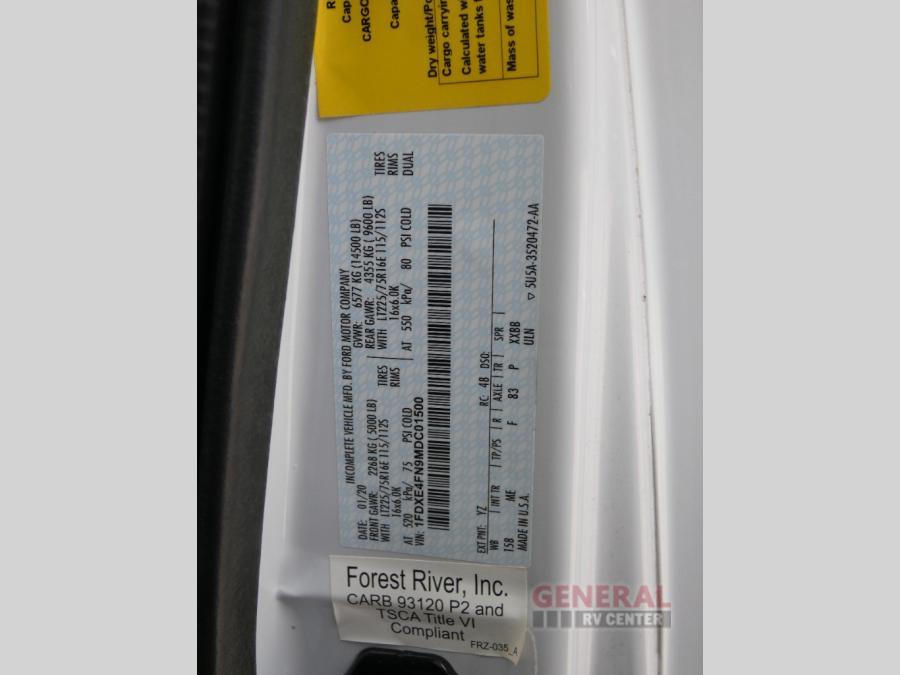 R
Cap
CARGO
Capa
Dry weight/Po
Cargo carrying
Calculated w
water tanks f
Mass of was
INCOMPLETE VEHICLE MFD. BY FORD MOTOR COMPANY
DATE: 01/20 GVWR: 6577 KG (14500 LB)
FRONT GAWR: 2268 KG ( 5000 LB) REAR GAWR: 4355 KG ( 9600 LB)
WITH LT225/75R16E 115/112S TIRES WITH LT225/75R16E 115/112S TIRES
16x6.0K RIMS 16x6.0K RIMS
AT 520 kPa/ 75 PSI COLD AT 550 kPa/ 80 PSI COLD DUAL
VIN: 1FDXE4FN9MDC01500
EXT PNT: YZ RC: 48 DSO:
WB INT TR TP/PS R AXLE TR SPR
158 ME F 83 P XXBB
MADE IN U.S.A. ULN
▽ 5U5A-3520472-AA
Forest River, Inc.
CARB 93120 P2 and
TSCA Title VI
Compliant
FRZ-035_A
GENERAL
RV CENTER